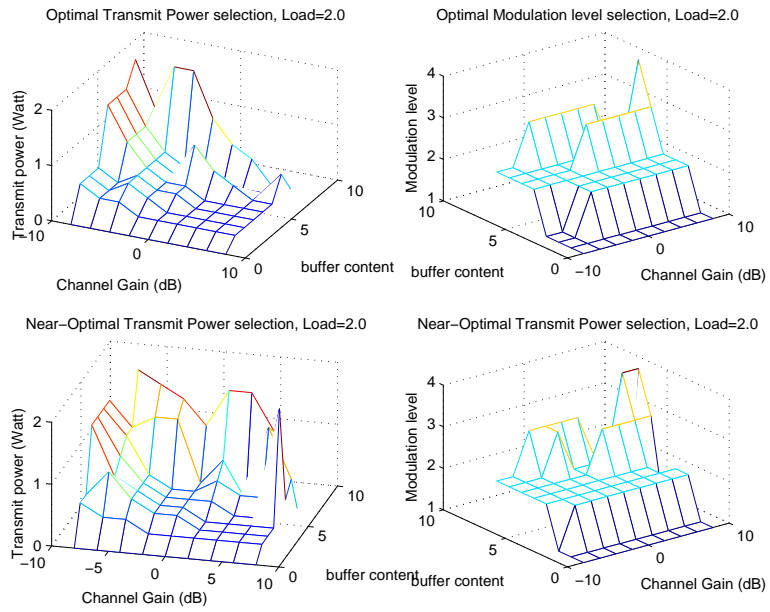 Optimal Transmit Power selection, Load=2.0
Transmit power (Watt)
2
1
0
−10
0
10
0
5
10
Channel Gain (dB)
buffer content
Optimal Modulation level selection, Load=2.0
Modulation level
4
3
2
1
10
5
0
−10
0
10
buffer content
Channel Gain (dB)
Near−Optimal Transmit Power selection, Load=2.0
Transmit power (Watt)
2
1
0
−10
−5
0
5
10
0
5
10
Channel Gain (dB)
buffer content
Near−Optimal Transmit Power selection, Load=2.0
Modulation level
4
3
2
1
10
5
0
−10
0
10
buffer content
Channel Gain (dB)